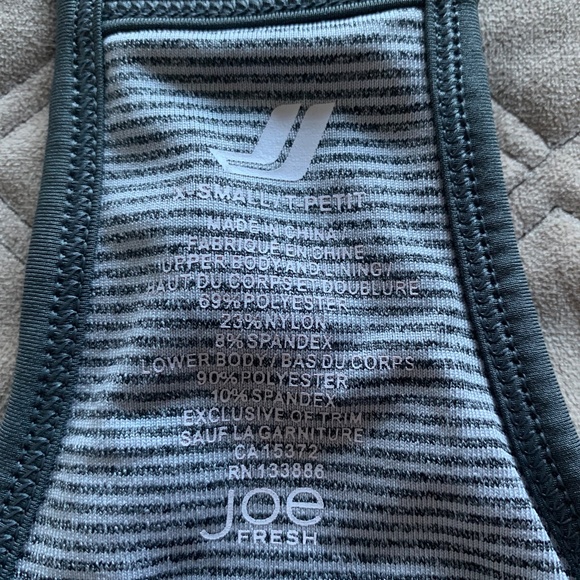 X-SMALL / T PETIT
MADE IN CHINA
FABRIQUE EN CHINE
UPPER BODY AND LINING /
HAUT DU CORPS ET DOUBLURE
69% POLYESTER
23% NYLON
8% SPANDEX
LOWER BODY / BAS DU CORPS
90% POLYESTER
10% SPANDEX
EXCLUSIVE OF TRIM
SAUF LA GARNITURE
CA 15372
RN 133886
Joe
FRESH